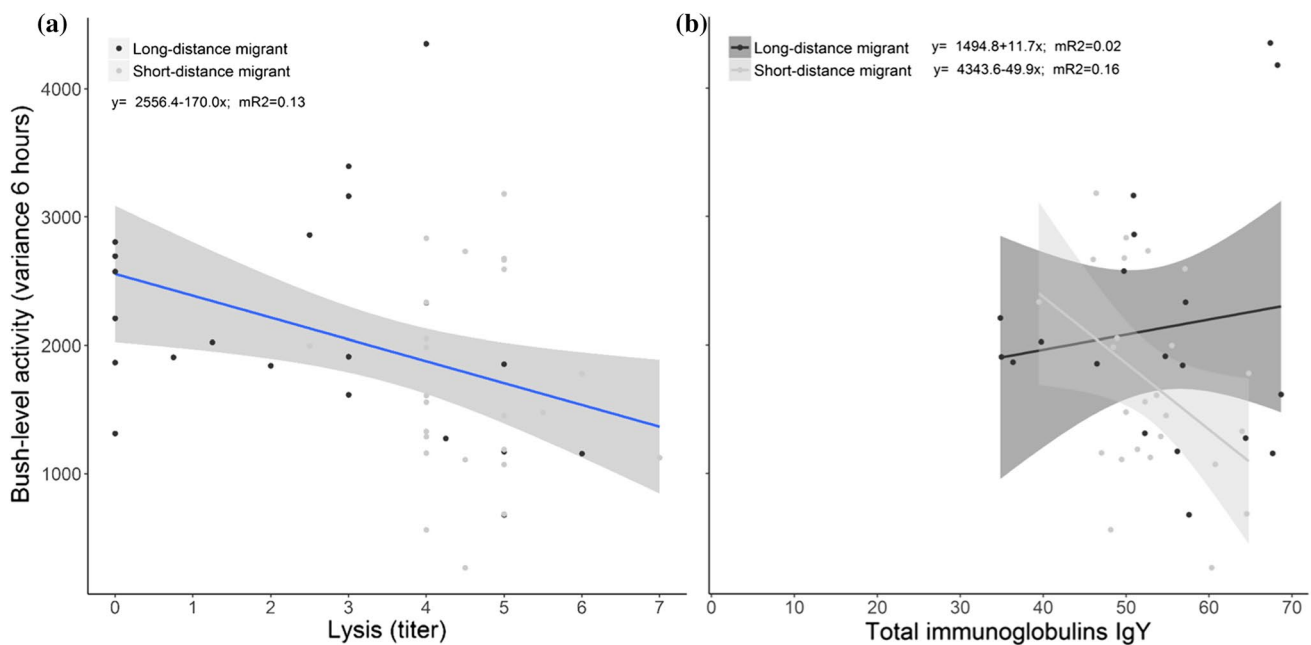 (a)
Long-distance migrant
Short-distance migrant
y= 2556.4-170.0x; mR2=0.13
Bush-level activity (variance 6 hours)
4000
3000
2000
1000
0 1 2 3 4 5 6 7
Lysis (titer)
(b)
Long-distance migrant y= 1494.8+11.7x; mR2=0.02
Short-distance migrant y= 4343.6-49.9x; mR2=0.16
0 10 20 30 40 50 60 70
Total immunoglobulins IgY